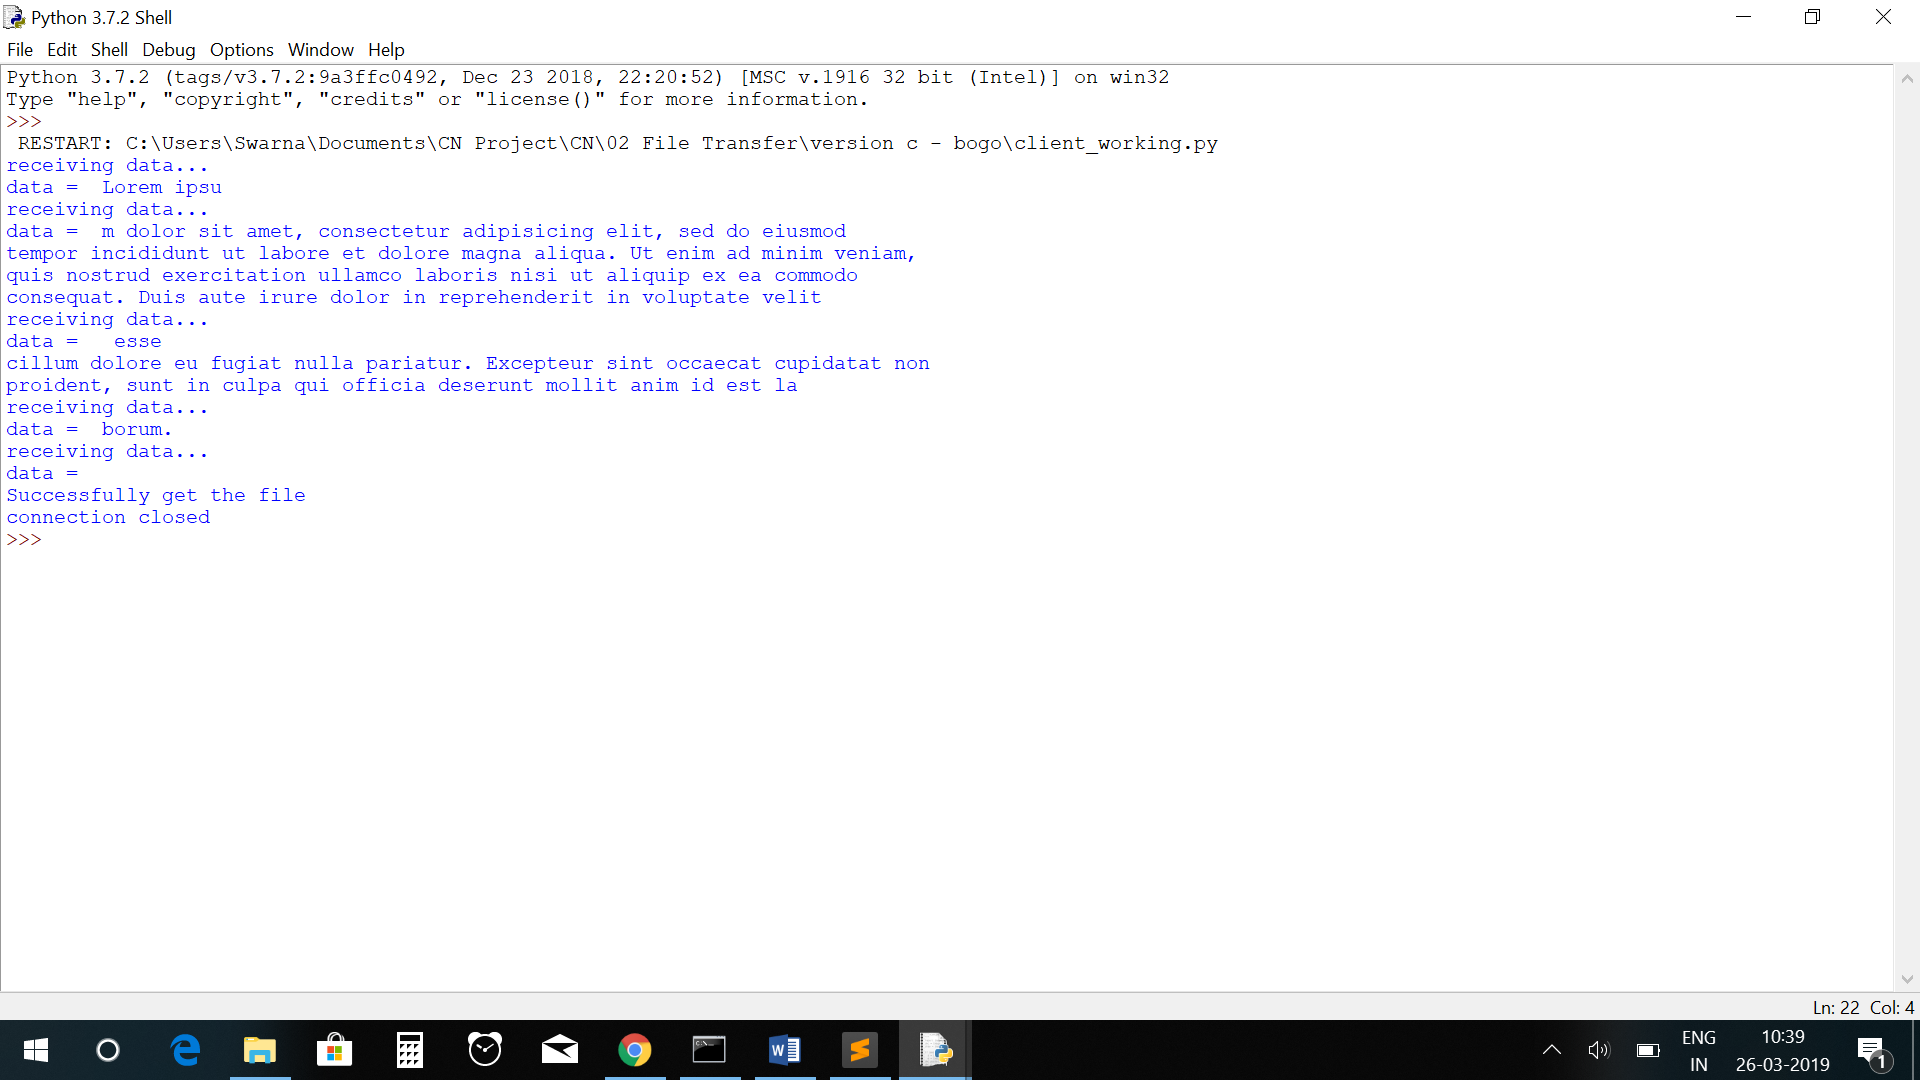 Python 3.7.2 Shell
File Edit Shell Debug Options Window Help
Python 3.7.2 (tags/v3.7.2:9a3ffc0492, Dec 23 2018, 22:20:52) [MSC v.1916 32 bit (Intel)] on win32
Type "help", "copyright", "credits" or "license()" for more information.
>>>
 RESTART: C:\Users\Swarna\Documents\CN Project\CN\02 File Transfer\version c - bogo\client_working.py
receiving data...
data =  Lorem ipsu
receiving data...
data =  m dolor sit amet, consectetur adipisicing elit, sed do eiusmod
tempor incididunt ut labore et dolore magna aliqua. Ut enim ad minim veniam,
quis nostrud exercitation ullamco laboris nisi ut aliquip ex ea commodo
consequat. Duis aute irure dolor in reprehenderit in voluptate velit
receiving data...
data =   esse
cillum dolore eu fugiat nulla pariatur. Excepteur sint occaecat cupidatat non
proident, sunt in culpa qui officia deserunt mollit anim id est la
receiving data...
data =  borum.
receiving data...
data =
Successfully get the file
connection closed
>>>
Ln: 22 Col: 4
ENG
IN
10:39
26-03-2019
1